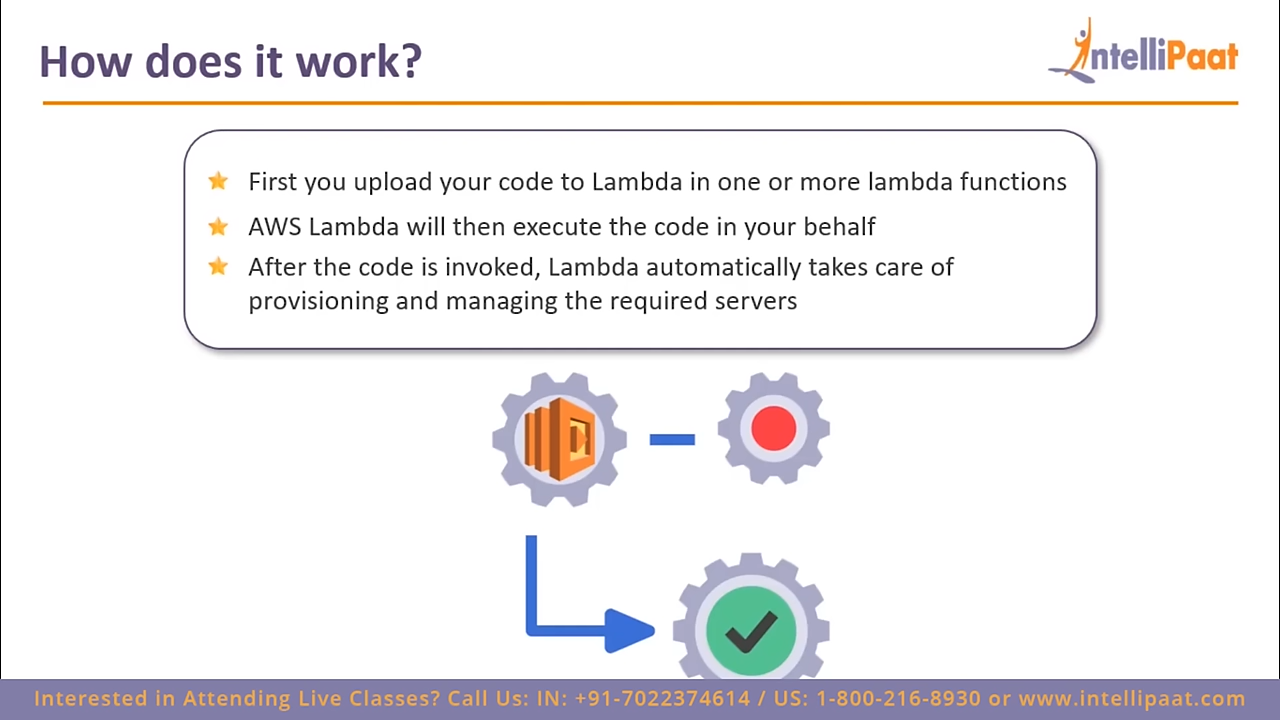 How does it work?
IntelliPaat
First you upload your code to Lambda in one or more lambda functions
AWS Lambda will then execute the code in your behalf
After the code is invoked, Lambda automatically takes care of
provisioning and managing the required servers
Interested in Attending Live Classes? Call Us: IN: +91-7022374614 / US: 1-800-216-8930 or www.intellipaat.com